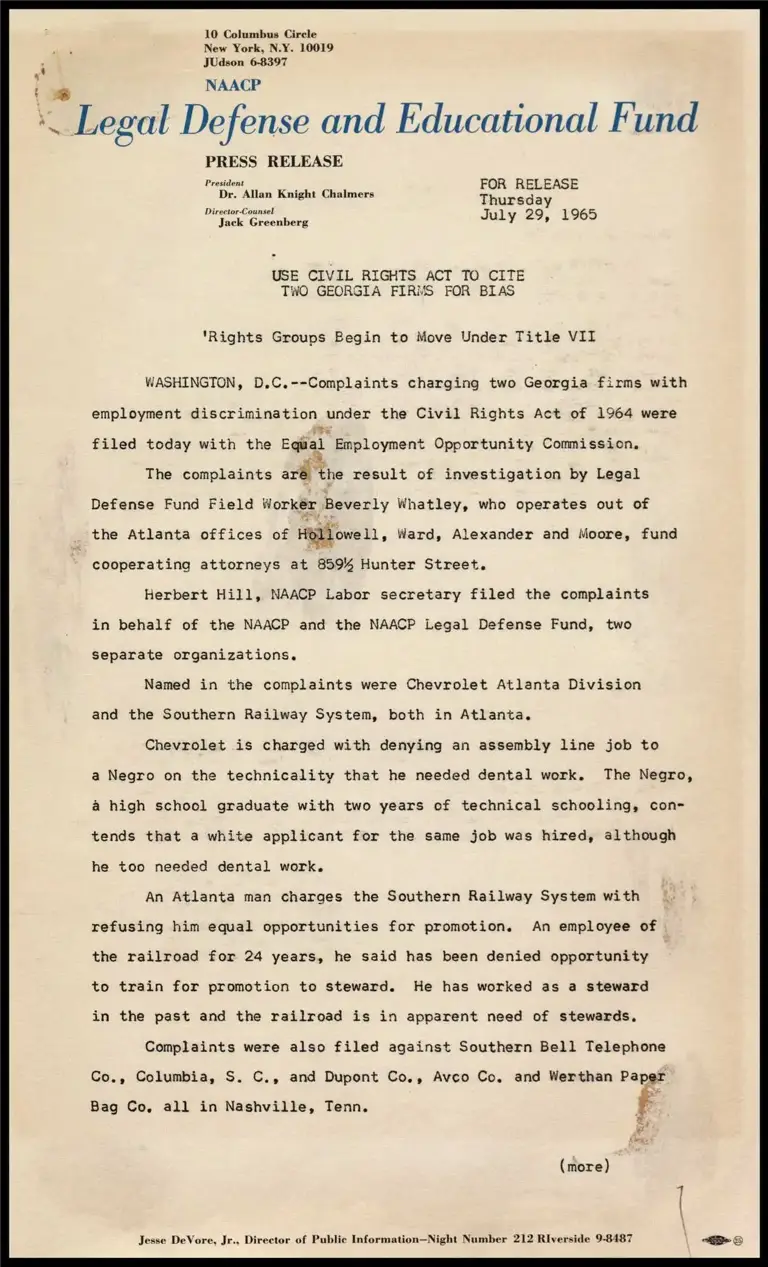 10 Columbus Circle
New York, N.Y. 10019
JUdson 6-8397
NAACP
Legal Defense and Educational Fund
PRESS RELEASE
President
Dr. Allan Knight Chalmers
Director-Counsel
Jack Greenberg
FOR RELEASE
Thursday
July 29, 1965
USE CIVIL RIGHTS ACT TO CITE
TWO GEORGIA FIRMS FOR BIAS
'Rights Groups Begin to Move Under Title VII
WASHINGTON, D.C.--Complaints charging two Georgia firms with
employment discrimination under the Civil Rights Act of 1964 were
filed today with the Equal Employment Opportunity Commission.
The complaints are the result of investigation by Legal
Defense Fund Field Worker Beverly Whatley, who operates out of
the Atlanta offices of Hollowell, Ward, Alexander and Moore, fund
cooperating attorneys at 859½ Hunter Street.
Herbert Hill, NAACP Labor secretary filed the complaints
in behalf of the NAACP and the NAACP Legal Defense Fund, two
separate organizations.
Named in the complaints were Chevrolet Atlanta Division
and the Southern Railway System, both in Atlanta.
Chevrolet is charged with denying an assembly line job to
a Negro on the technicality that he needed dental work. The Negro,
a high school graduate with two years of technical schooling, con-
tends that a white applicant for the same job was hired, although
he too needed dental work.
An Atlanta man charges the Southern Railway System with
refusing him equal opportunities for promotion. An employee of
the railroad for 24 years, he said has been denied opportunity
to train for promotion to steward. He has worked as a steward
in the past and the railroad is in apparent need of stewards.
Complaints were also filed against Southern Bell Telephone
Co., Columbia, S. C., and Dupont Co., Avco Co. and Werthan Paper
Bag Co. all in Nashville, Tenn.
(more)
Jesse DeVore, Jr., Director of Public Information—Night Number 212 RIverside 9-8487